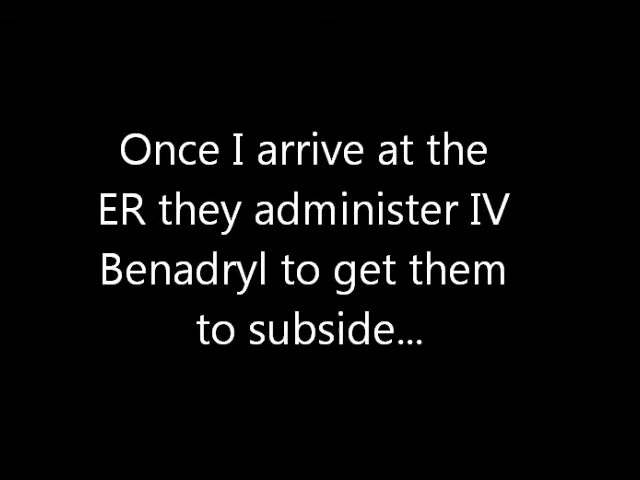 Once I arrive at the
ER they administer IV
Benadryl to get them
to subside...